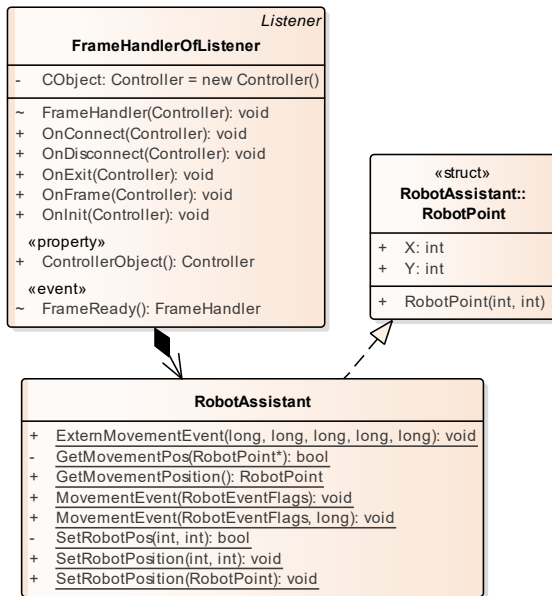 Listener
FrameHandlerOfListener
- CObject: Controller = new Controller()
~ FrameHandler(Controller): void
+ OnConnect(Controller): void
+ OnDisconnect(Controller): void
+ OnExit(Controller): void
+ OnFrame(Controller): void
+ OnInit(Controller): void
«property»
+ ControllerObject(): Controller
«event»
~ FrameReady(): FrameHandler
«struct»
RobotAssistant::
RobotPoint
+ X: int
+ Y: int
+ RobotPoint(int, int)
RobotAssistant
+ ExternMovementEvent(long, long, long, long, long): void
- GetMovementPos(RobotPoint*): bool
+ GetMovementPosition(): RobotPoint
+ MovementEvent(RobotEventFlags): void
+ MovementEvent(RobotEventFlags, long): void
- SetRobotPos(int, int): bool
+ SetRobotPosition(int, int): void
+ SetRobotPosition(RobotPoint): void